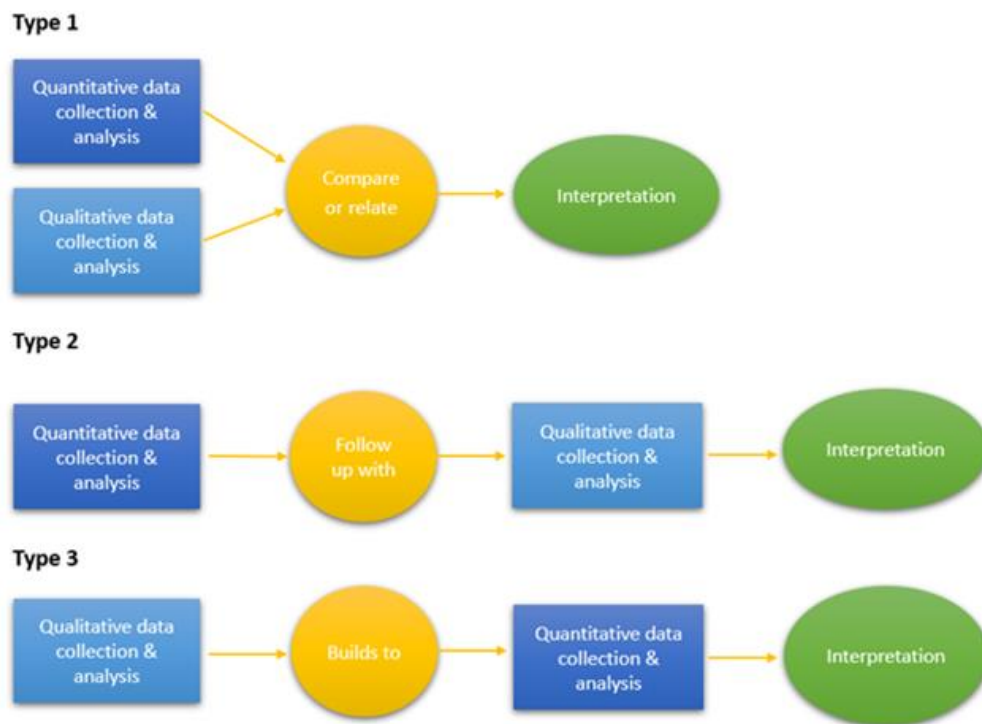 Type 1
Quantitative data
collection &
analysis
Qualitative data
collection &
analysis
Compare
or relate
Interpretation
Type 2
Quantitative data
collection &
analysis
Follow
up with
Qualitative data
collection &
analysis
Interpretation
Type 3
Qualitative data
collection &
analysis
Builds to
Quantitative data
collection &
analysis
Interpretation